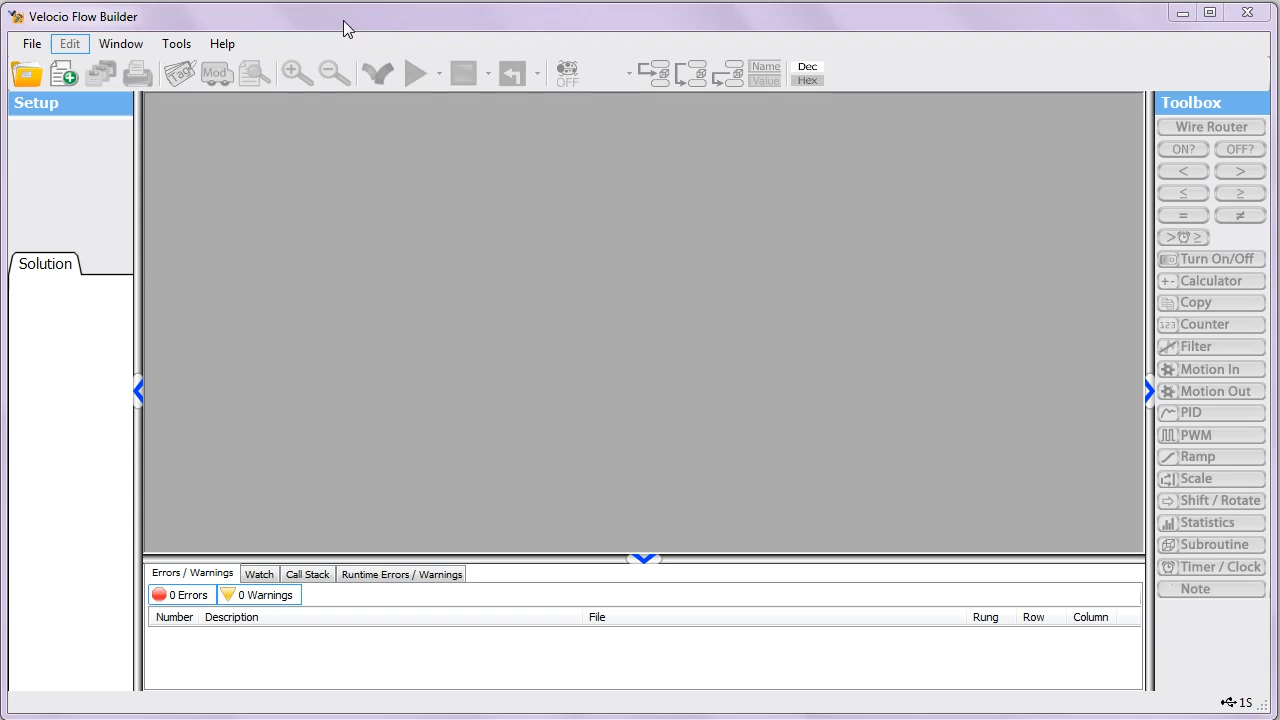 Velocio Flow Builder
File Edit Window Tools Help
Tag Mod OFF Name Value Dec Hex
Setup
Solution
Toolbox
Wire Router
ON? OFF?
< >
≤ ≥
= ≠
> ≥
Turn On/Off
+- Calculator
Copy
123 Counter
Filter
Motion In
Motion Out
PID
PWM
Ramp
Scale
Shift / Rotate
Statistics
Subroutine
Timer / Clock
Note
Errors / Warnings Watch Call Stack Runtime Errors / Warnings
0 Errors 0 Warnings
Number Description File Rung Row Column
1S